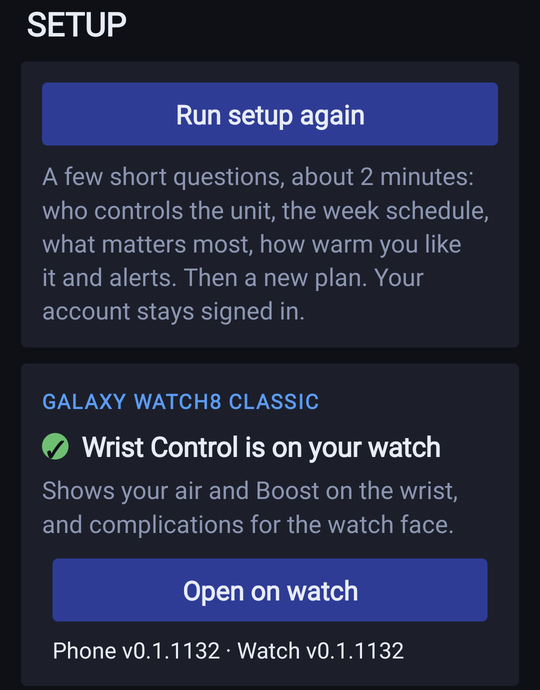 SETUP
Run setup again
A few short questions, about 2 minutes:
who controls the unit, the week schedule,
what matters most, how warm you like
it and alerts. Then a new plan. Your
account stays signed in.
GALAXY WATCH8 CLASSIC
Wrist Control is on your watch
Shows your air and Boost on the wrist,
and complications for the watch face.
Open on watch
Phone v0.1.1132 · Watch v0.1.1132